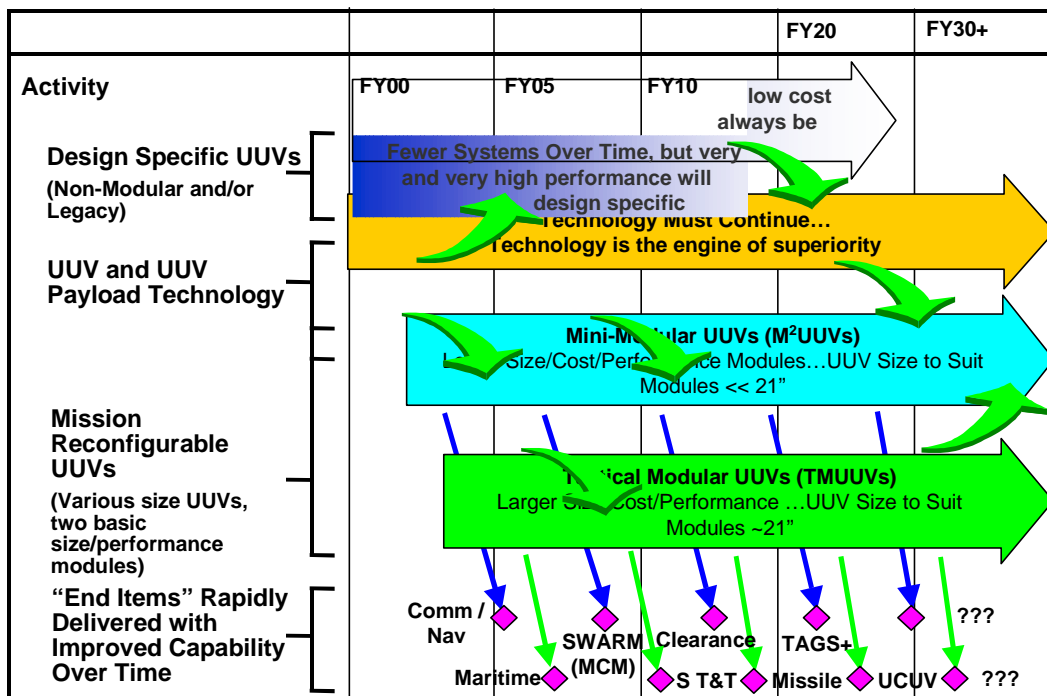 FY20
FY30+
Activity
FY00
FY05
FY10
low cost
always be
Design Specific UUVs
(Non-Modular and/or
Legacy)
Fewer Systems Over Time, but very
and very high performance will
design specific
Technology Must Continue…
Technology is the engine of superiority
UUV and UUV
Payload Technology
Mini-Modular UUVs (M²UUVs)
Size/Cost/Performance Modules…UUV Size to Suit
Modules << 21”
Mission
Reconfigurable
UUVs
(Various size UUVs,
two basic
size/performance
modules)
Tactical Modular UUVs (TMUUVs)
Larger Size/Cost/Performance …UUV Size to Suit
Modules ~21”
“End Items” Rapidly
Delivered with
Improved Capability
Over Time
Comm /
Nav
SWARM
(MCM)
Clearance
TAGS+
???
Maritime
S T&T
Missile
UCUV
???